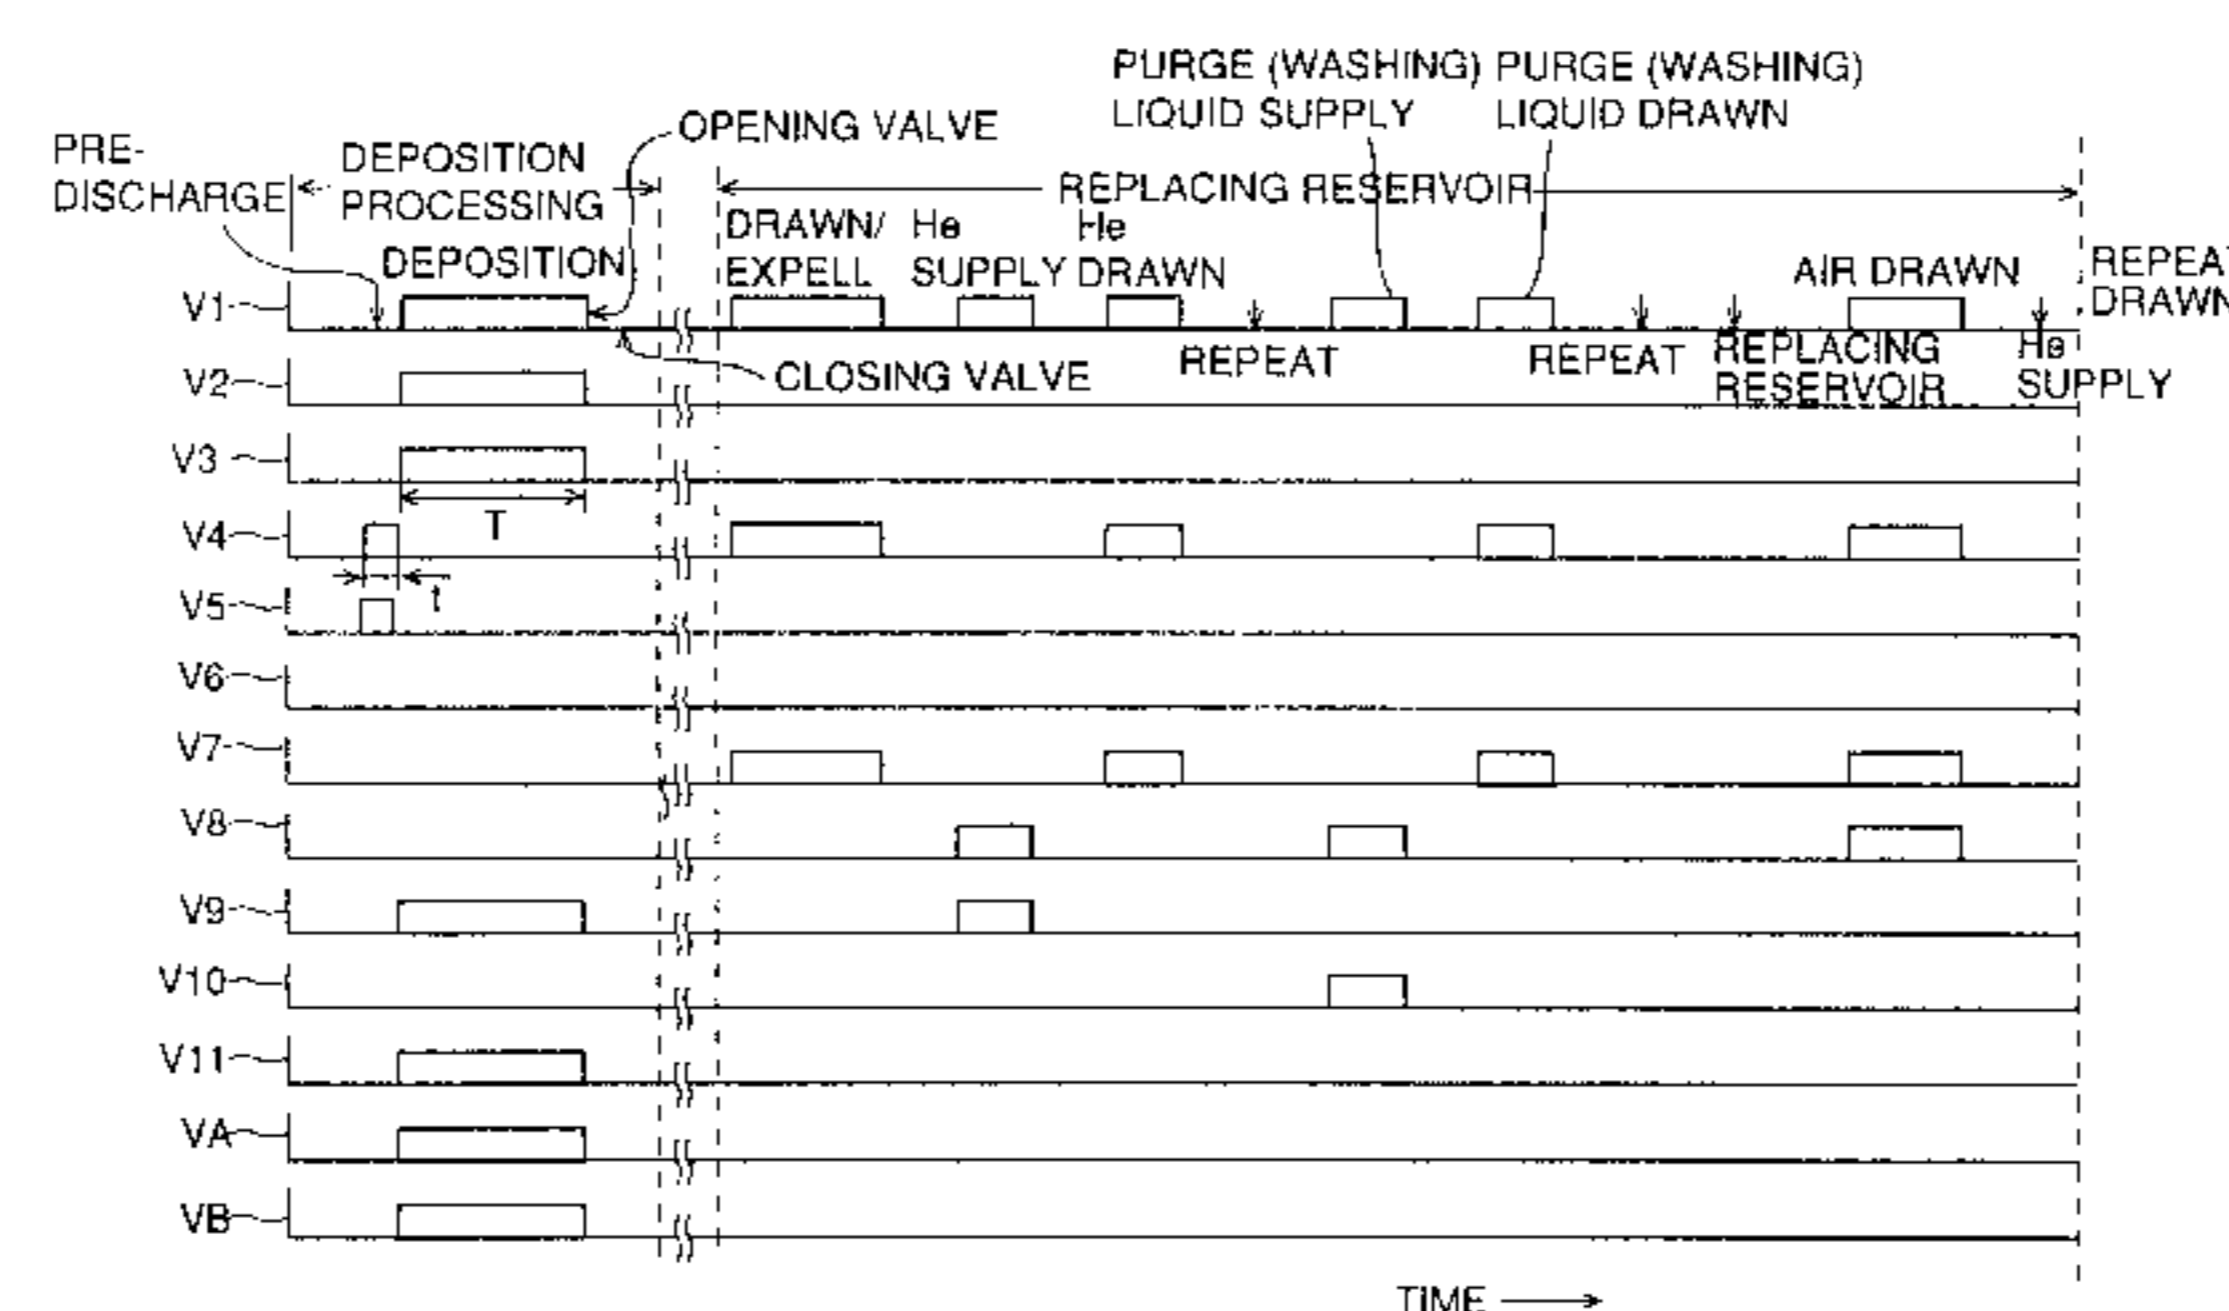 PURGE (WASHING) PURGE (WASHING)
LIQUID SUPPLY LIQUID DRAWN
OPENING VALVE
PRE-
DISCHARGE
DEPOSITION
PROCESSING
REPLACING RESERVOIR
DRAWN/ He He
EXPELL SUPPLY DRAWN
DEPOSITION
AIR DRAWN
REPEAT
DRAWN
V1
REPEAT
REPEAT
REPLACING
RESERVOIR
He
SUPPLY
CLOSING VALVE
V2
V3
T
V4
t
V5
V6
V7
V8
V9
V10
V11
VA
VB
TIME